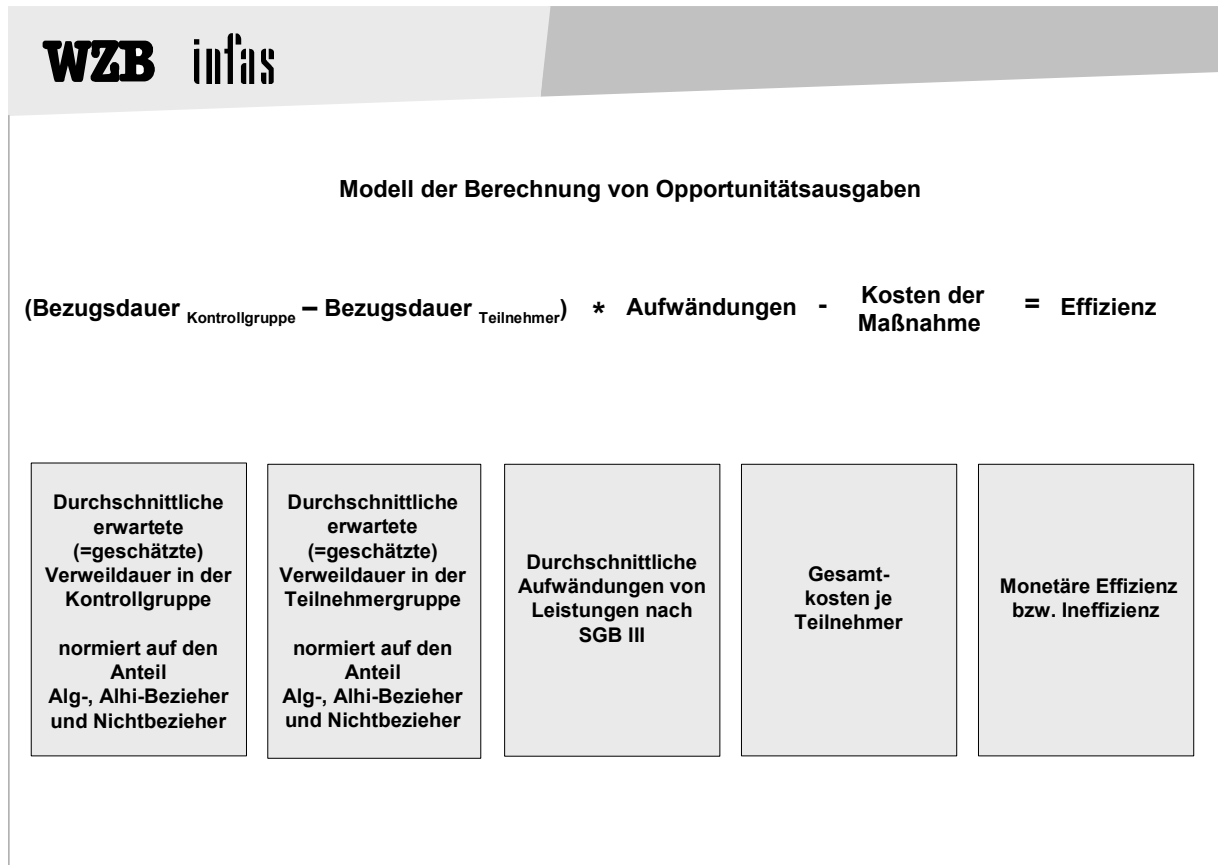 WZB infas
Modell der Berechnung von Opportunitätsausgaben
(Bezugsdauer Kontrollgruppe – Bezugsdauer Teilnehmer) * Aufwändungen - Kosten der Maßnahme = Effizienz
Durchschnittliche
erwartete
(=geschätzte)
Verweildauer in der
Kontrollgruppe
normiert auf den
Anteil
Alg-, Alhi-Bezieher
und Nichtbezieher
Durchschnittliche
erwartete
(=geschätzte)
Verweildauer in der
Teilnehmergruppe
normiert auf den
Anteil
Alg-, Alhi-Bezieher
und Nichtbezieher
Durchschnittliche
Aufwändungen von
Leistungen nach
SGB III
Gesamt-
kosten je
Teilnehmer
Monetäre Effizienz
bzw. Ineffizienz